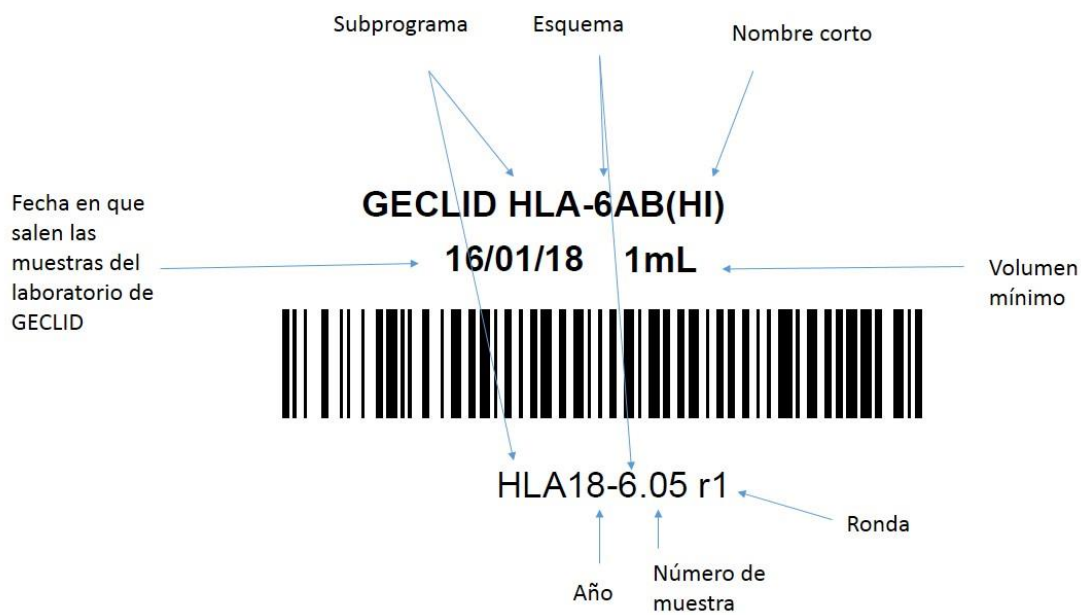 Subprograma
Esquema
Nombre corto
GECLID HLA-6AB(HI)
Fecha en que
salen las
muestras del
laboratorio de
GECLID
16/01/18 1mL
Volumen
mínimo
HLA18-6.05 r1
Ronda
Año
Número de
muestra